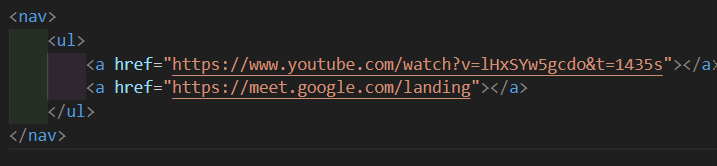 <nav>
<ul>
<a href="https://www.youtube.com/watch?v=lHxSYw5gcdo&t=1435s"></a>
<a href="https://meet.google.com/landing"></a>
</ul>
</nav>